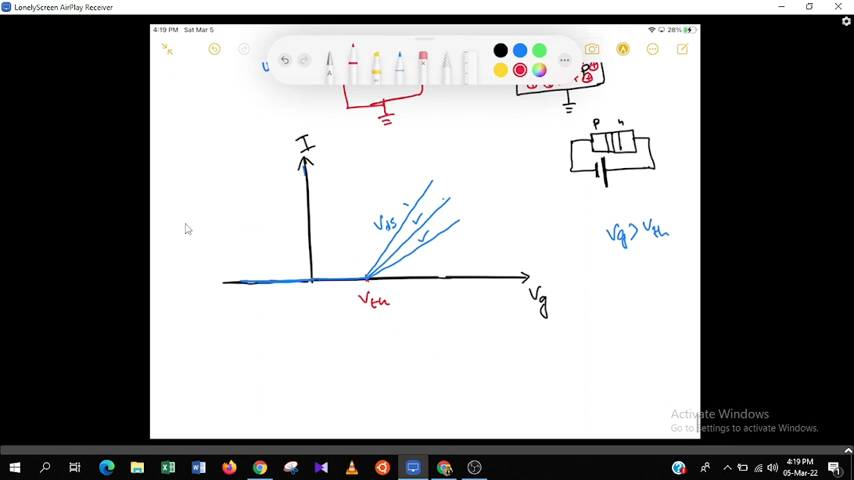 LonelyScreen AirPlay Receiver
4:19 PM Sat Mar 5
28%
A
P
I
P n
Vds
Vg > Vth
Vth
Vg
Activate Windows
Go to Settings to activate Windows.
4:19 PM
05-Mar-22